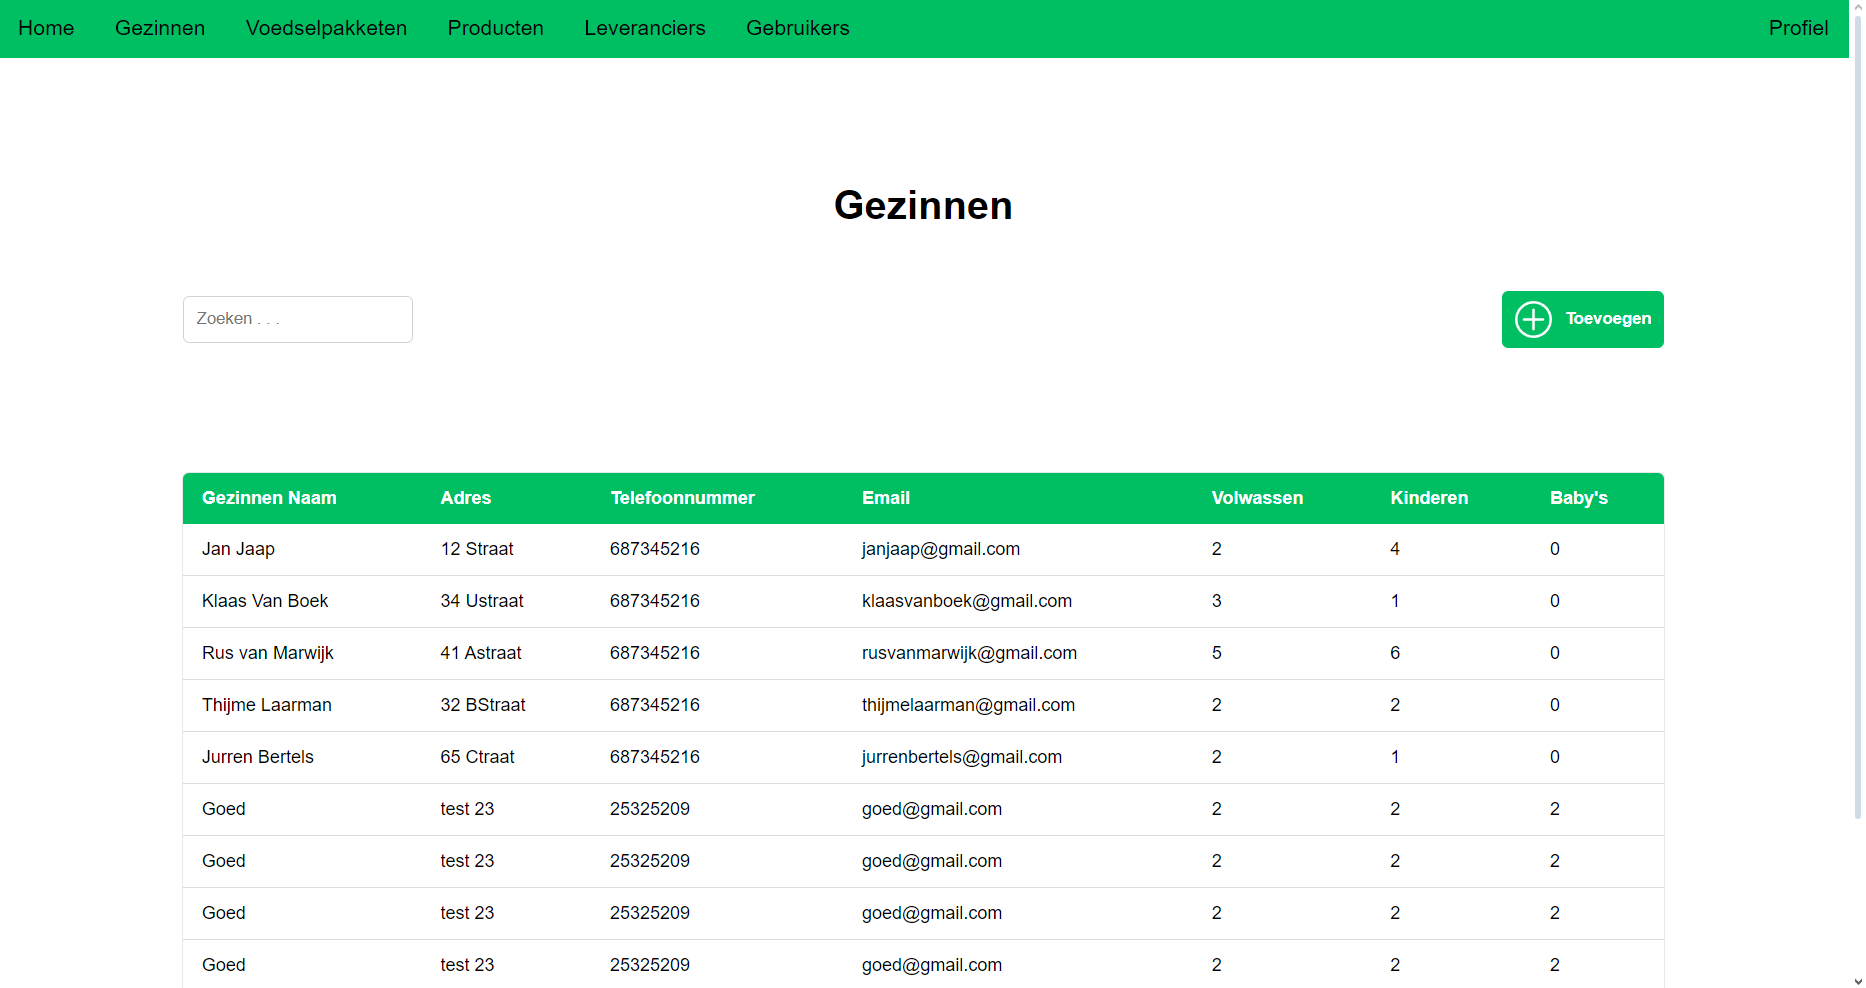 Home Gezinnen Voedselpakketen Producten Leveranciers Gebruikers Profiel
Gezinnen
Zoeken . . .
Toevoegen
Gezinnen Naam Adres Telefoonnummer Email Volwassen Kinderen Baby's
Jan Jaap 12 Straat 687345216 janjaap@gmail.com 2 4 0
Klaas Van Boek 34 Ustraat 687345216 klaasvanboek@gmail.com 3 1 0
Rus van Marwijk 41 Astraat 687345216 rusvanmarwijk@gmail.com 5 6 0
Thijme Laarman 32 BStraat 687345216 thijmelaarman@gmail.com 2 2 0
Jurren Bertels 65 Ctraat 687345216 jurrenbertels@gmail.com 2 1 0
Goed test 23 25325209 goed@gmail.com 2 2 2
Goed test 23 25325209 goed@gmail.com 2 2 2
Goed test 23 25325209 goed@gmail.com 2 2 2
Goed test 23 25325209 goed@gmail.com 2 2 2